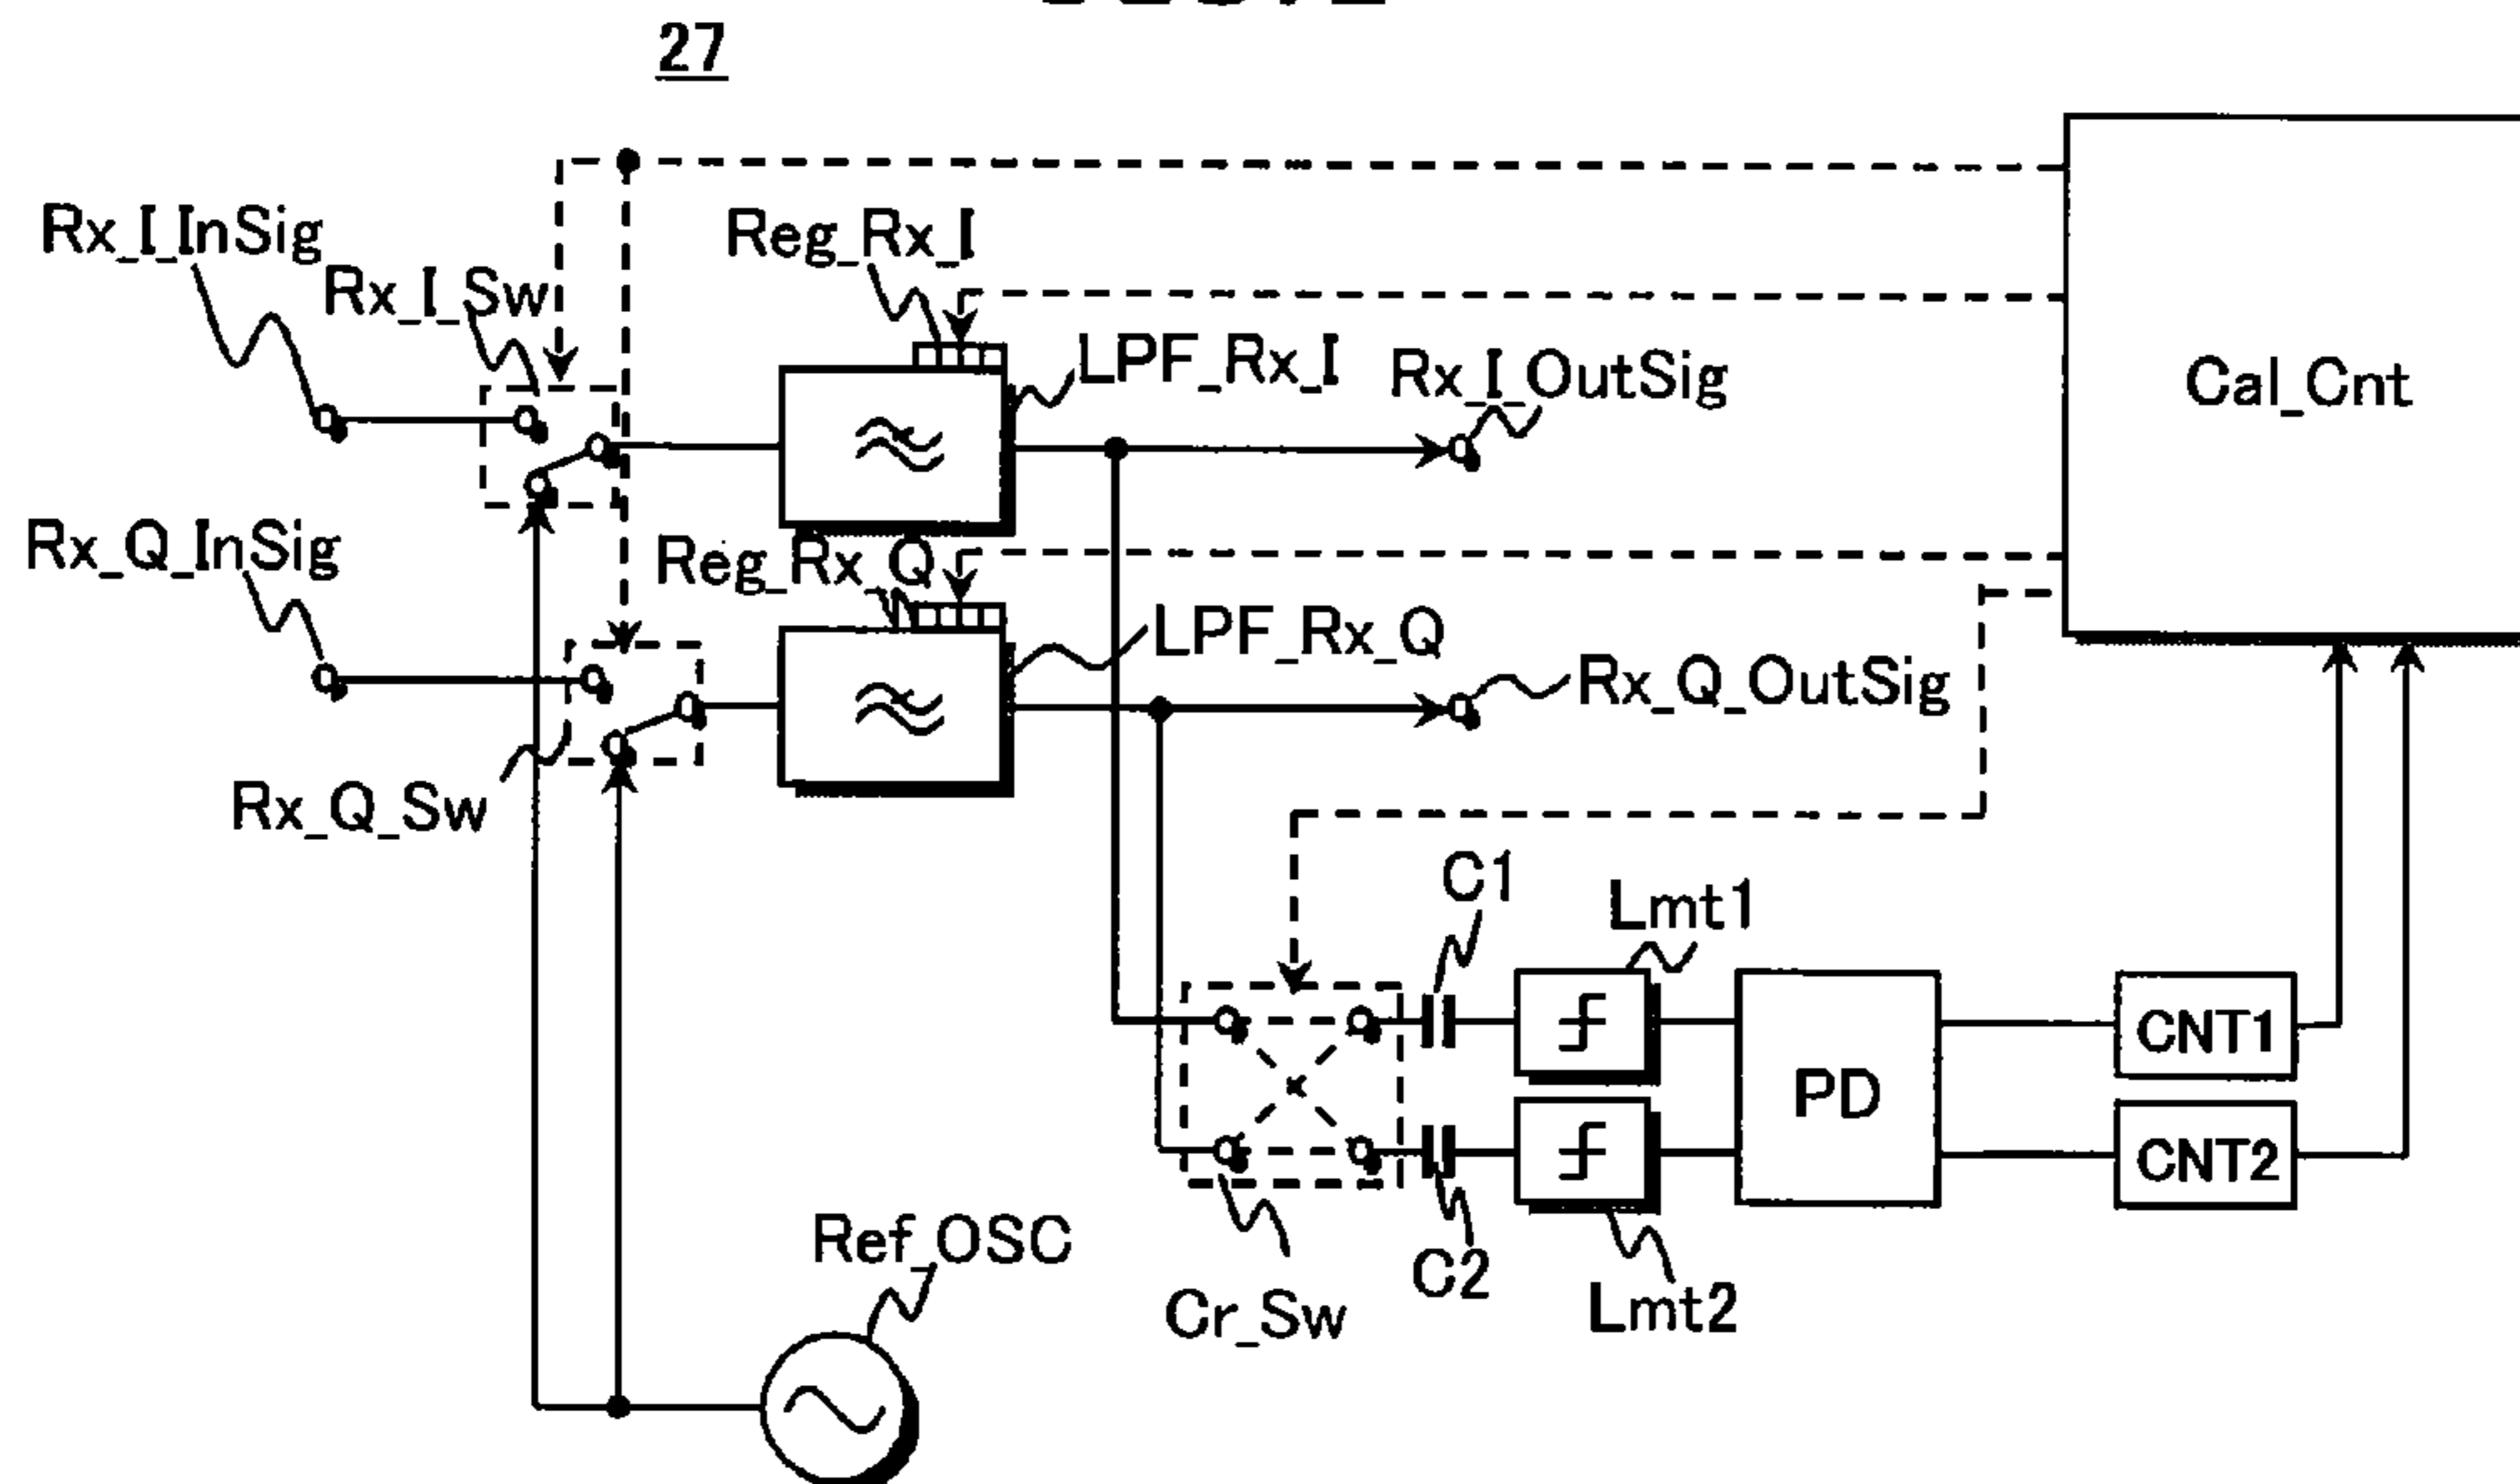 27
Rx_I_InSig
Rx_I_Sw
Reg_Rx_I
LPF_Rx_I
Rx_I_OutSig
Cal_Cnt
Rx_Q_InSig
Reg_Rx_Q
LPF_Rx_Q
Rx_Q_OutSig
Rx_Q_Sw
C1
Lmt1
CNT1
PD
CNT2
Ref_OSC
C2
Cr_Sw
Lmt2